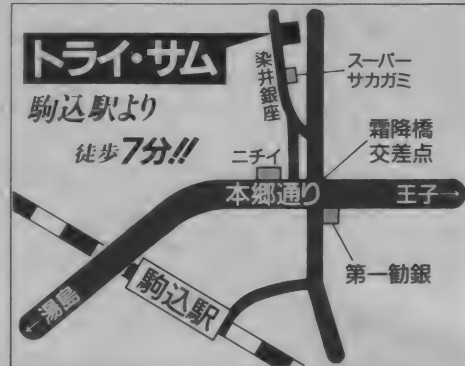 トライ・サム
駒込駅より
徒歩7分!!
染井銀座
スーパー
サカガミ
霜降橋
交差点
ニチイ
本郷通り
王子→
第一勧銀
駒込駅
←湯島